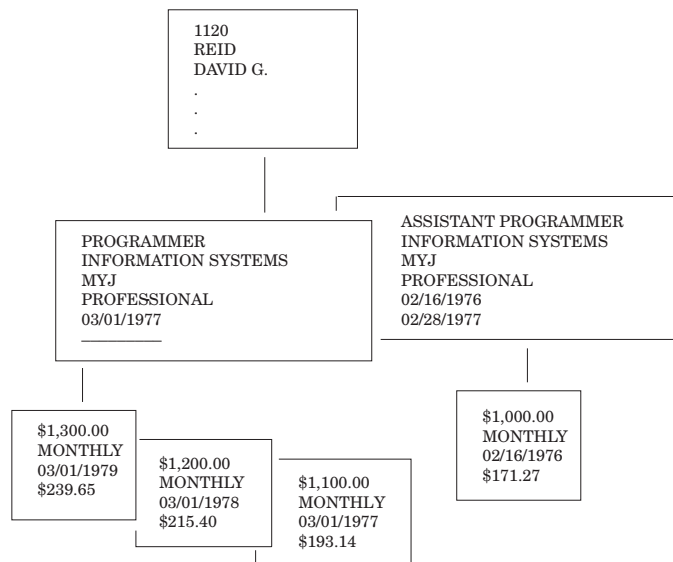 1120
REID
DAVID G.
.
.
.
PROGRAMMER
INFORMATION SYSTEMS
MYJ
PROFESSIONAL
03/01/1977
ASSISTANT PROGRAMMER
INFORMATION SYSTEMS
MYJ
PROFESSIONAL
02/16/1976
02/28/1977
$1,300.00
MONTHLY
03/01/1979
$239.65
$1,200.00
MONTHLY
03/01/1978
$215.40
$1,100.00
MONTHLY
03/01/1977
$193.14
$1,000.00
MONTHLY
02/16/1976
$171.27